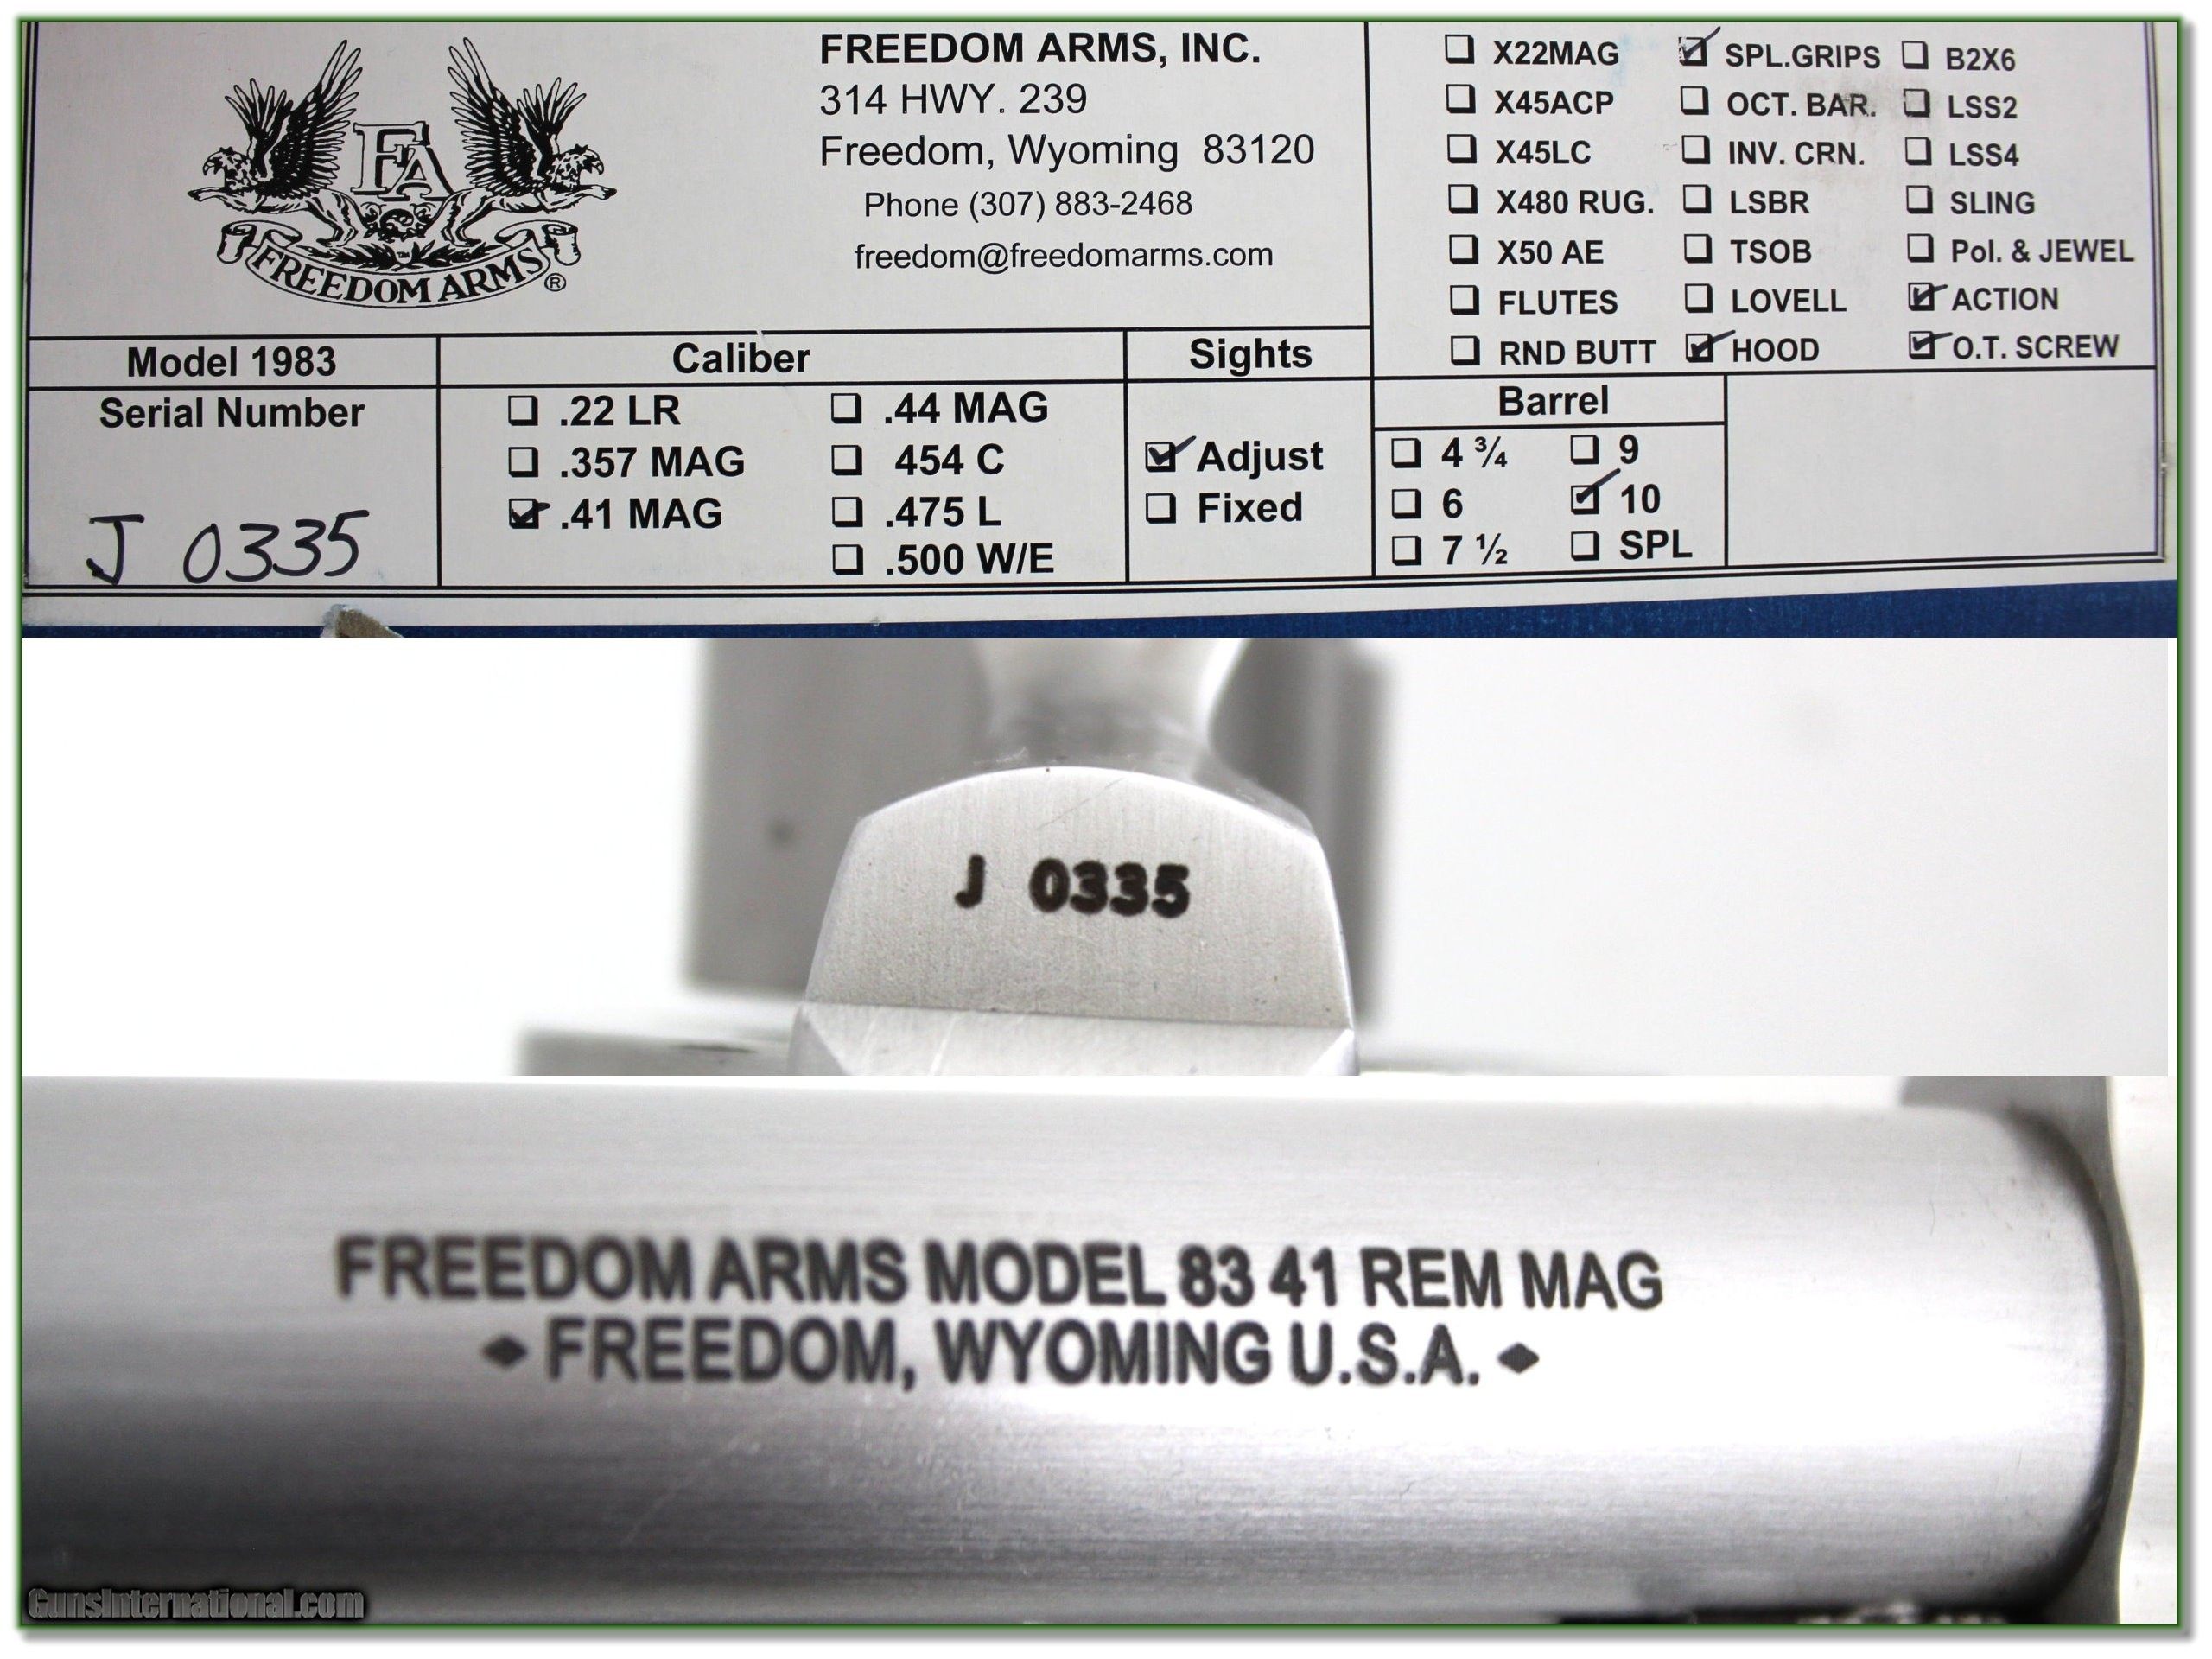 FA
FREEDOM ARMS
TM
®
FREEDOM ARMS, INC.
314 HWY. 239
Freedom, Wyoming 83120
Phone (307) 883-2468
freedom@freedomarms.com
X22MAG SPL.GRIPS B2X6
X45ACP OCT. BAR. LSS2
X45LC INV. CRN. LSS4
X480 RUG. LSBR SLING
X50 AE TSOB Pol. & JEWEL
FLUTES LOVELL ACTION
RND BUTT HOOD O.T. SCREW
Model 1983 Caliber Sights
Serial Number
J 0335
.22 LR .44 MAG
.357 MAG 454 C
.41 MAG .475 L
.500 W/E
Adjust
Fixed
Barrel
4 ¾ 9
6 10
7 ½ SPL
J 0335
FREEDOM ARMS MODEL 83 41 REM MAG
FREEDOM, WYOMING U.S.A.
GunsInternational.com